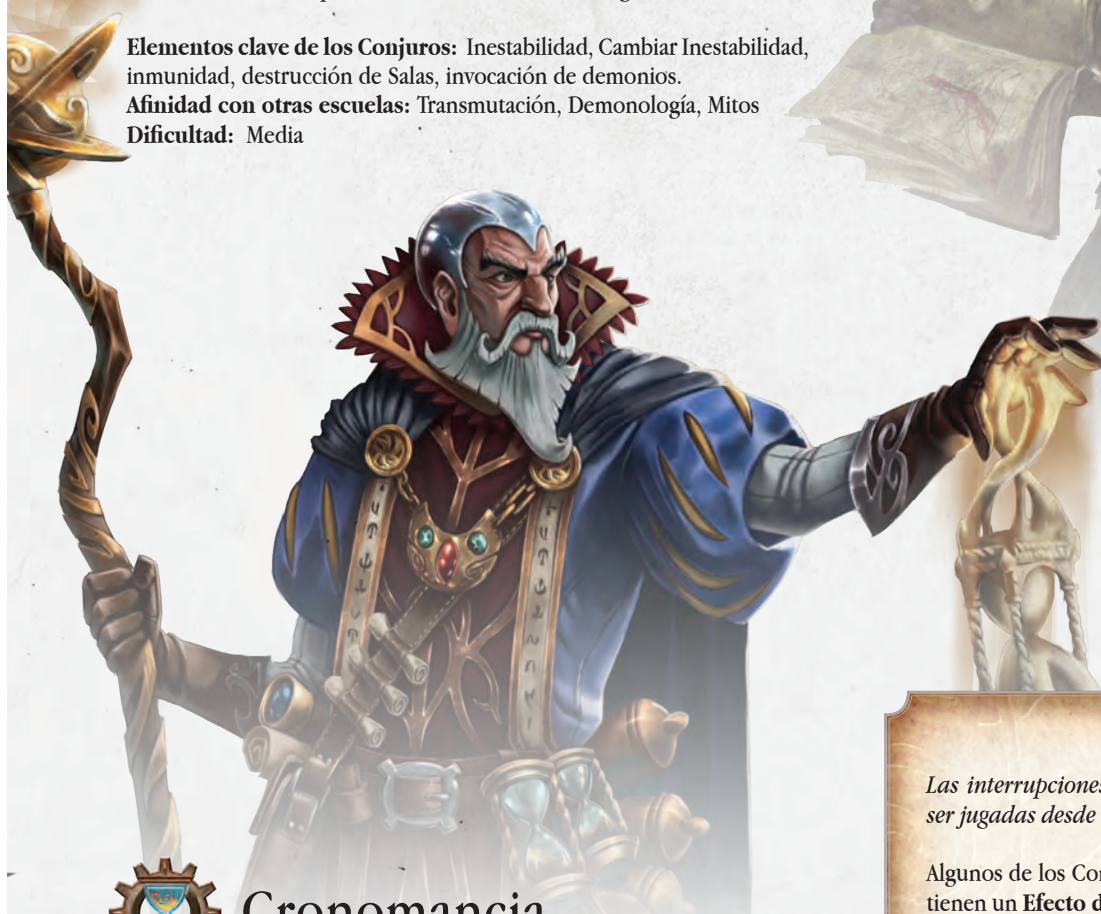 Elementos clave de los Conjuros: Inestabilidad, Cambiar Inestabilidad,
inmunidad, destrucción de Salas, invocación de demonios.
Afinidad con otras escuelas: Transmutación, Demonología, Mitos
Dificultad: Media
Las interrupciones
ser jugadas desde
Algunos de los
tienen un Efecto
Cronomancia